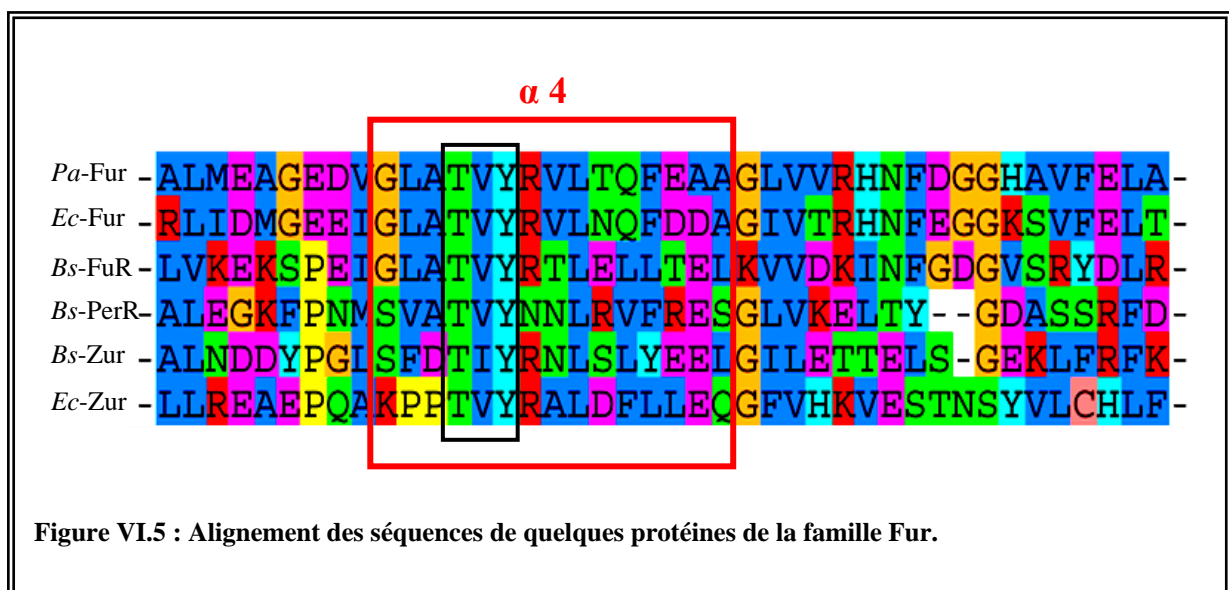 α 4
Pa-Fur - ALMEAGEDVGLATVYRVLTQFEAAGLVVRHNFDGGHAVFELA-
Ec-Fur - RLIDMGEEIGLATVYRVLNQFDDAGIVTRHNFEGGKSVFELT-
Bs-FuR - LVKEKSPEIGLATVYRTLELLTELKVVDKINFGDGVSRYDLR-
Bs-PerR- ALEGKFPNMSVATVYNNLRVFRESGLVKELTY--GDASSRFD-
Bs-Zur - ALNDDYPGLSFDTIYRNLSLYEELGILETTELS-GEKLFRFK-
Ec-Zur - LLREAEPQAKPPTVYRALDFLLEQGFVHKVESTNSYVLCHLF-
Figure VI.5 : Alignement des séquences de quelques protéines de la famille Fur.